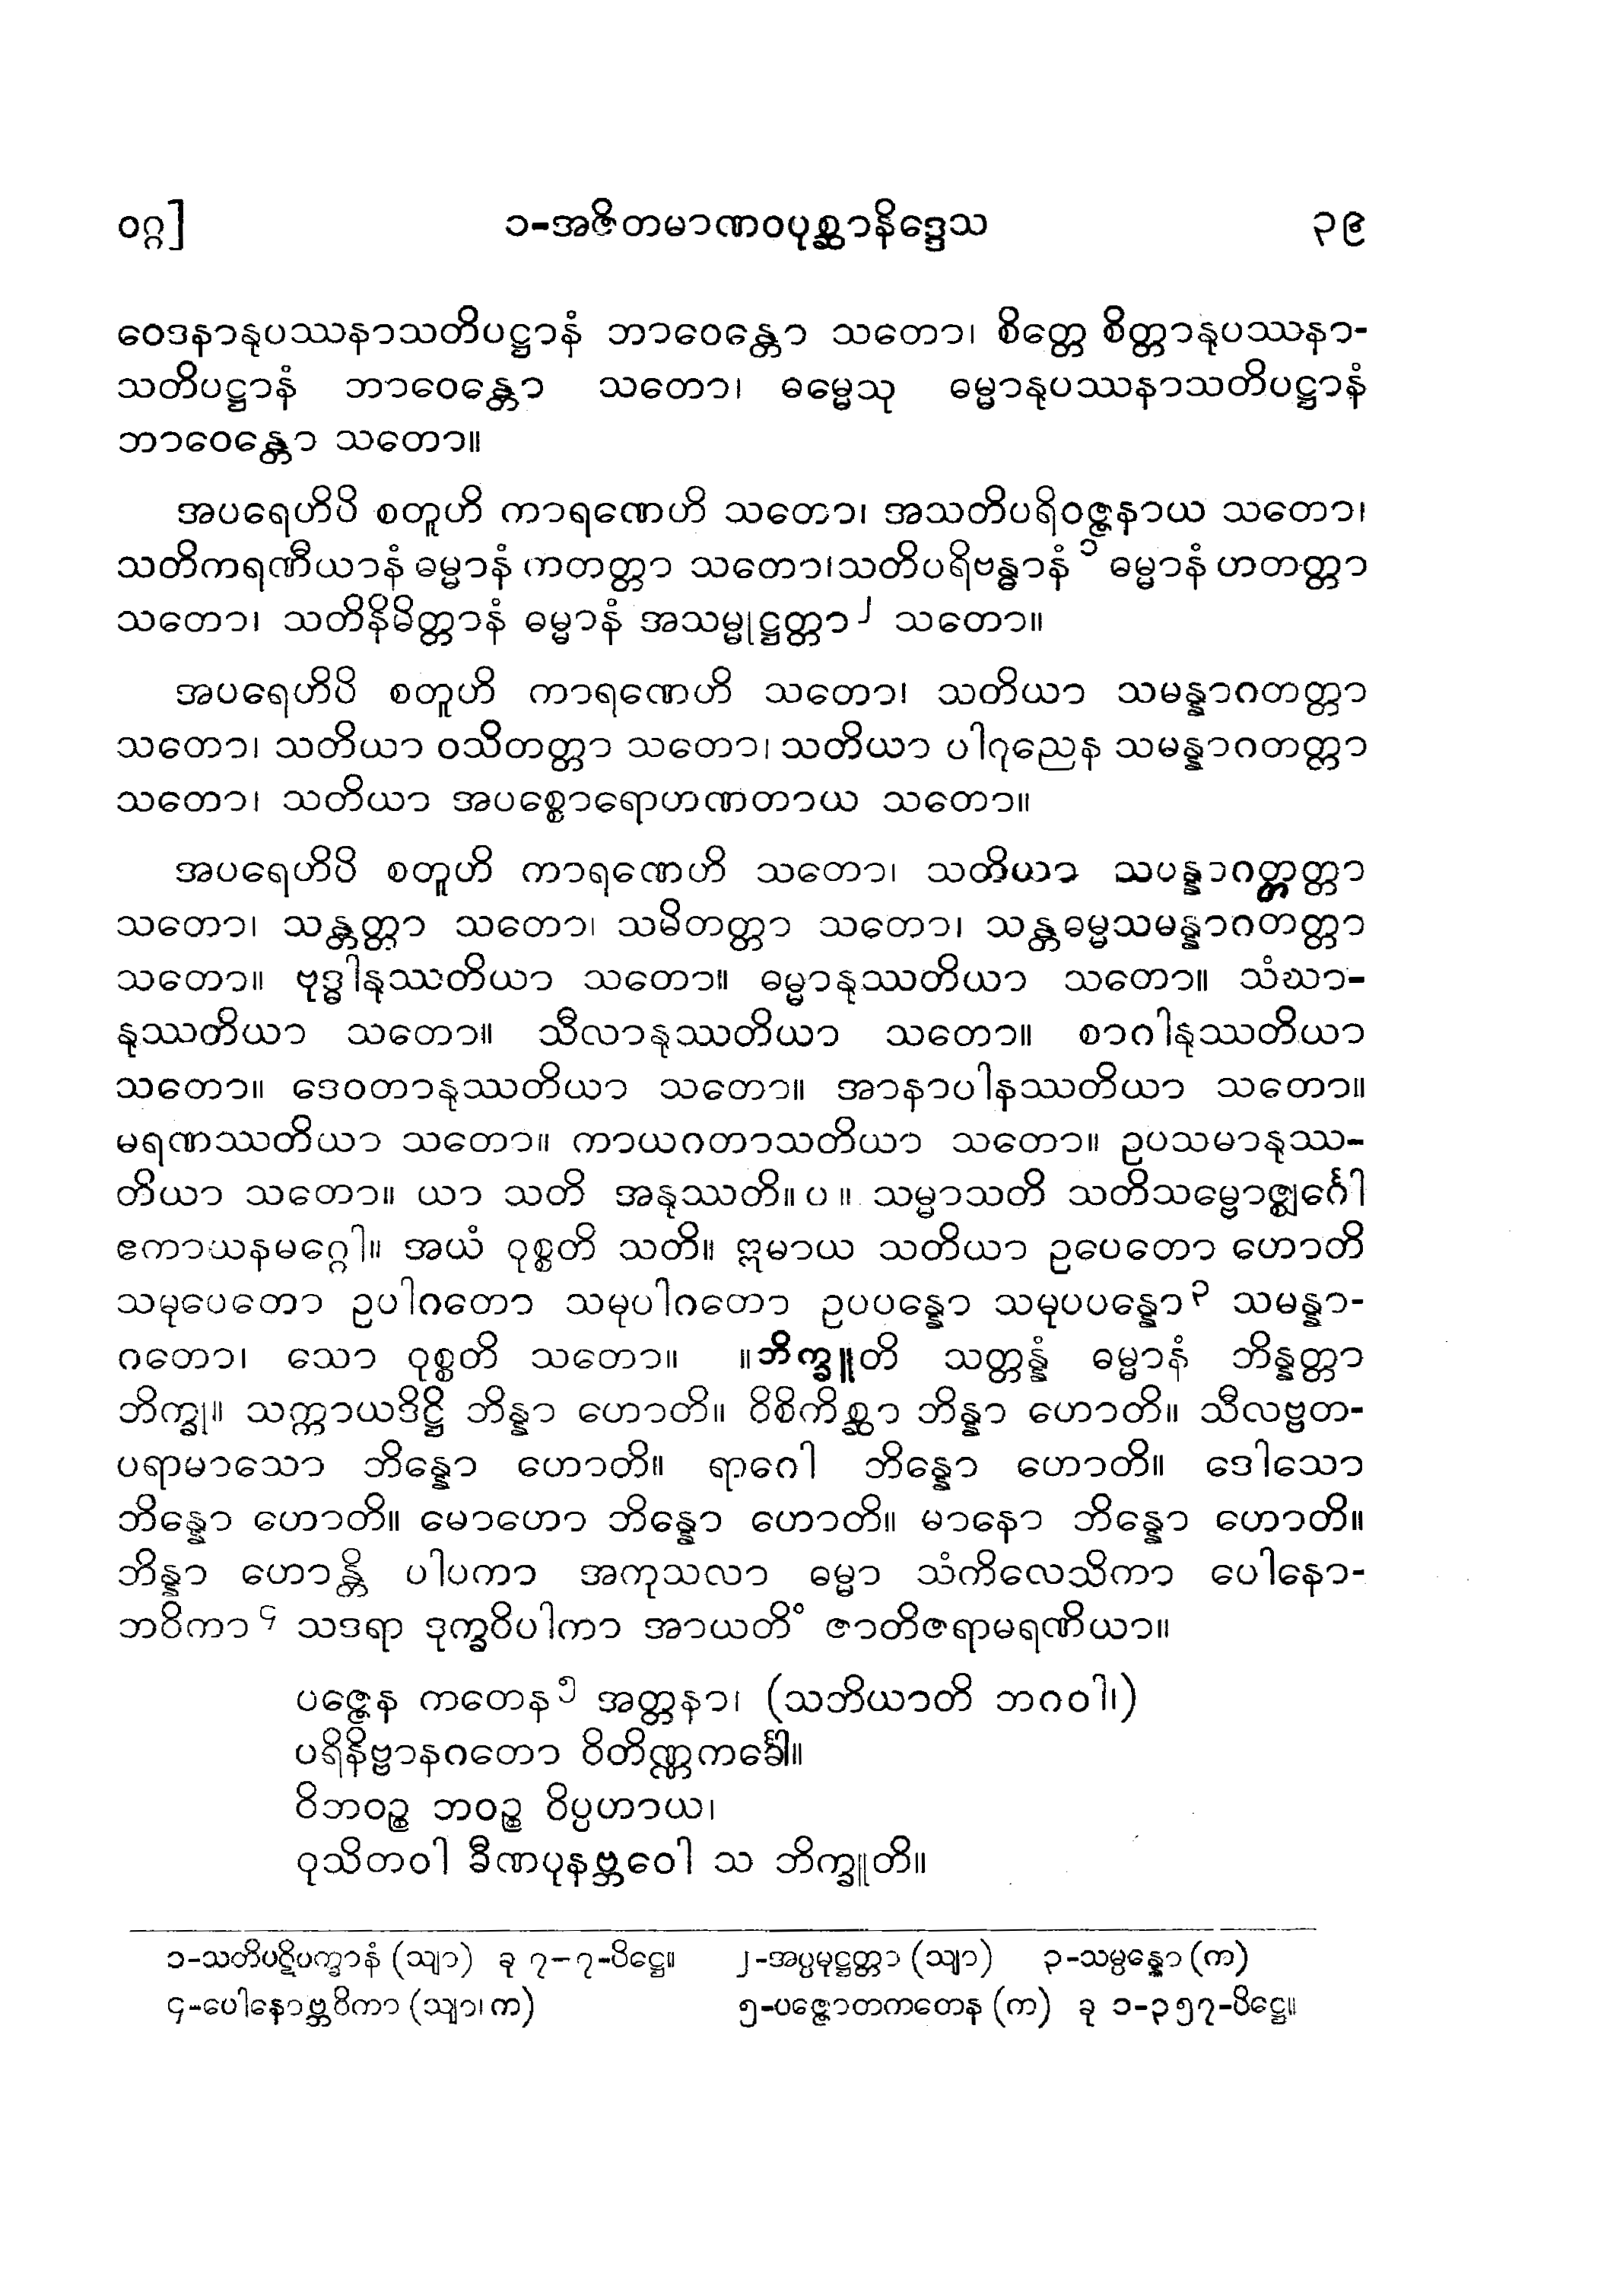 ဝဂ္ဂ] ၁-အဇိတမာဏဝပုစ္ဆာနိဒ္ဒေသ ၃၉
ဝေဒနာနုပဿနာသတိပဋ္ဌာနံ ဘာဝေန္တော သတော၊ စိတ္တေ စိတ္တာနုပဿနာ-
သတိပဋ္ဌာနံ ဘာဝေန္တော သတော၊ ဓမ္မေသု ဓမ္မာနုပဿနာသတိပဋ္ဌာနံ
ဘာဝေန္တော သတော။
အပရေဟိပိ စတူဟိ ကာရဏေဟိ သတော၊ အသတိပရိဝဇ္ဇနာယ သတော၊
သတိကရဏီယာနံ ဓမ္မာနံ ကတတ္တာ သတော၊သတိပရိဗန္ဓာနံ ၁ ဓမ္မာနံ ဟတတ္တာ
သတော၊ သတိနိမိတ္တာနံ ဓမ္မာနံ အသမ္မုဋ္ဌတ္တာ ၂ သတော။
အပရေဟိပိ စတူဟိ ကာရဏေဟိ သတော၊ သတိယာ သမန္နာဂတတ္တာ
သတော၊ သတိယာ ဝသိတတ္တာ သတော၊ သတိယာ ပါဂုညေန သမန္နာဂတတ္တာ
သတော၊ သတိယာ အပစ္စောရောဟဏတာယ သတော။
အပရေဟိပိ စတူဟိ ကာရဏေဟိ သတော၊ သတိယာ သပန္နာဂတ္တတ္တာ
သတော၊ သန္တတ္တာ သတော၊ သမိတတ္တာ သတော၊ သန္တဓမ္မသမန္နာဂတတ္တာ
သတော။ ဗုဒ္ဓါနုဿတိယာ သတော။ ဓမ္မာနုဿတိယာ သတော။ သံဃာ-
နုဿတိယာ သတော။ သီလာနုဿတိယာ သတော။ စာဂါနုဿတိယာ
သတော။ ဒေဝတာနုဿတိယာ သတော။ အာနာပါနဿတိယာ သတော။
မရဏဿတိယာ သတော။ ကာယဂတာသတိယာ သတော။ ဥပသမာနုဿ-
တိယာ သတော။ ယာ သတိ အနုဿတိ။ ပ ။ သမ္မာသတိ သတိသမ္ဗောဇ္ဈင်္ဂေါ
ဧကာယနမဂ္ဂေါ။ အယံ ဝုစ္စတိ သတိ။ ဣမာယ သတိယာ ဥပေတော ဟောတိ
သမုပေတော ဥပါဂတော သမုပါဂတော ဥပပန္နော သမုပပန္နော ၃ သမန္နာ-
ဂတော၊ သော ဝုစ္စတိ သတော။ ။ဘိက္ခူတိ သတ္တန္နံ ဓမ္မာနံ ဘိန္နတ္တာ
ဘိက္ခု။ သက္ကာယဒိဋ္ဌိ ဘိန္နာ ဟောတိ။ ဝိစိကိစ္ဆာ ဘိန္နာ ဟောတိ။ သီလဗ္ဗတ-
ပရာမာသော ဘိန္နော ဟောတိ။ ရာဂေါ ဘိန္နော ဟောတိ။ ဒေါသော
ဘိန္နော ဟောတိ။ မောဟော ဘိန္နော ဟောတိ။ မာနော ဘိန္နော ဟောတိ။
ဘိန္နာ ဟောန္တိ ပါပကာ အကုသလာ ဓမ္မာ သံကိလေသိကာ ပေါနော-
ဘဝိကာ ၄ သဒရာ ဒုက္ခဝိပါကာ အာယတိံ ဇာတိဇရာမရဏိယာ။
ပဇ္ဇေန ကတေန ၅ အတ္တနာ၊ (သဘိယာတိ ဘဂဝါ၊)
ပရိနိဗ္ဗာနဂတော ဝိတိဏ္ဏကင်္ခေါ။
ဝိဘဝဉ္စ ဘဝဉ္စ ဝိပ္ပဟာယ၊
ဝုသိတဝါ ခီဏပုနဗ္ဘဝေါ သ ဘိက္ခူတိ။
၁-သတိပဋိပက္ခာနံ (သျာ) ခု ၇-၇-ပိဋ္ဌေ။ ၂-အပ္ပမုဋ္ဌတ္တာ (သျာ) ၃-သမ္ပန္နော (က)
၄-ပေါနောဗ္ဘဝိကာ (သျာ၊ က) ၅-ပဇ္ဇောတကတေန (က) ခု ၁-၃၅၇-ပိဋ္ဌေ။